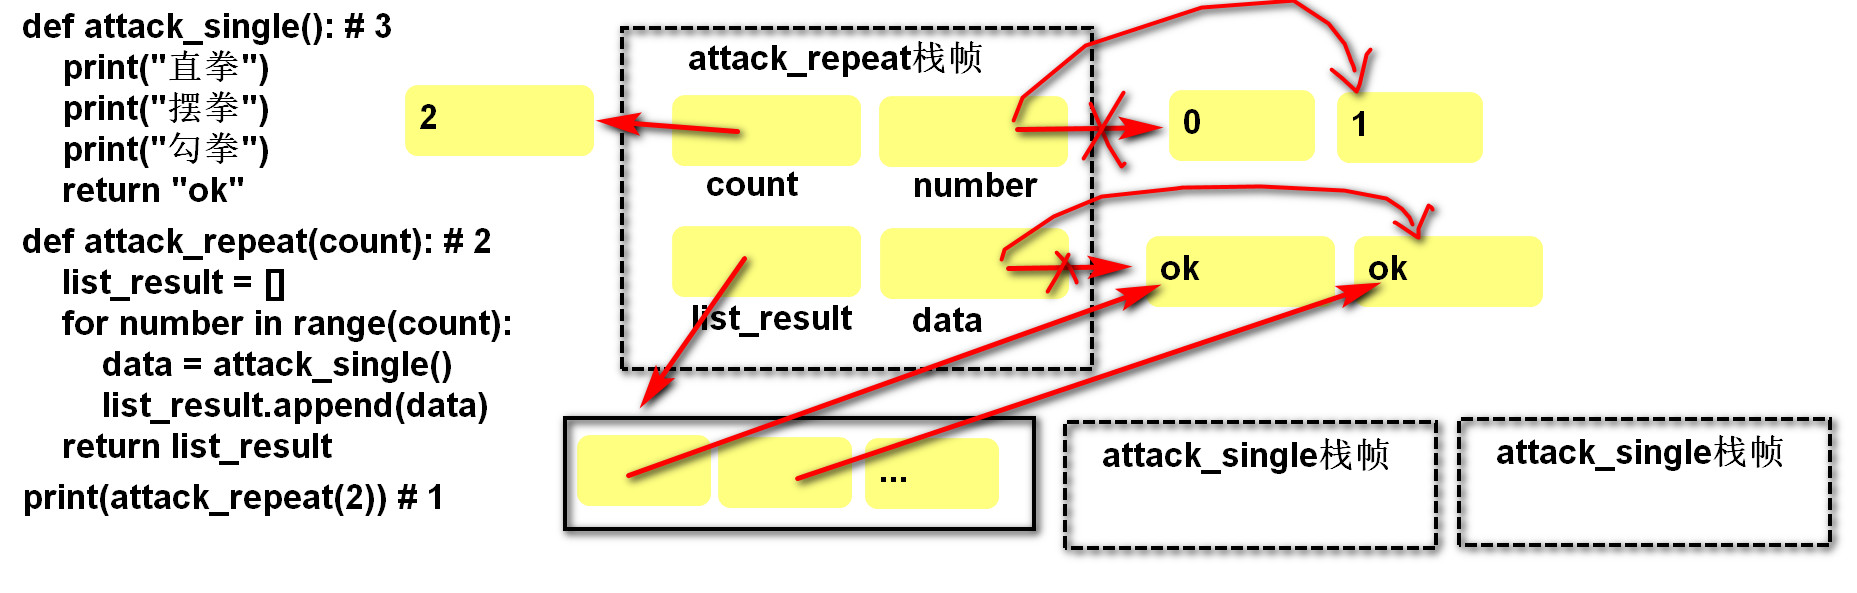 def attack_single(): # 3
print("直拳")
print("摆拳")
print("勾拳")
return "ok"
def attack_repeat(count): # 2
list_result = []
for number in range(count):
data = attack_single()
list_result.append(data)
return list_result
print(attack_repeat(2)) # 1
attack_repeat栈帧
2
0
1
count
number
ok
ok
list_result
data
...
attack_single栈帧
attack_single栈帧